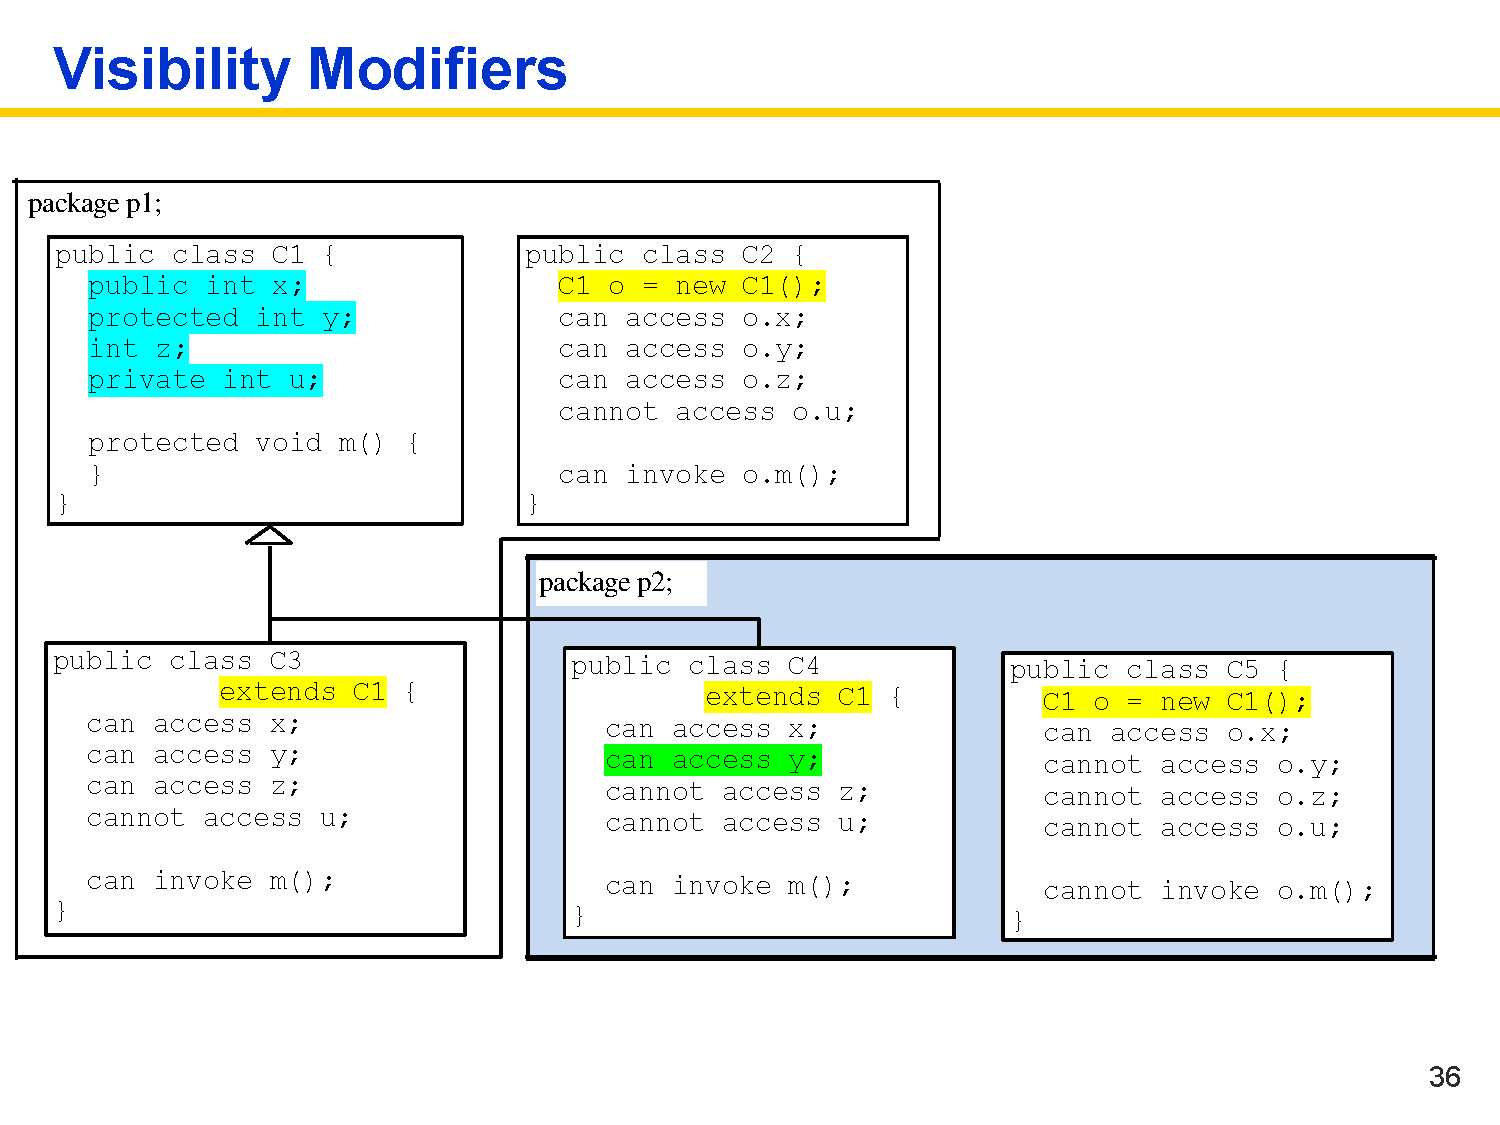 Visibility Modifiers
package p1;
public class C1 {
public int x;
protected int y;
int z;
private int u;
protected void m() {
}
}
public class C2 {
C1 o = new C1();
can access o.x;
can access o.y;
can access o.z;
cannot access o.u;
can invoke o.m();
}
public class C3
extends C1 {
can access x;
can access y;
can access z;
cannot access u;
can invoke m();
}
package p2;
public class C4
extends C1 {
can access x;
can access y;
cannot access z;
cannot access u;
can invoke m();
}
public class C5 {
C1 o = new C1();
can access o.x;
cannot access o.y;
cannot access o.z;
cannot access o.u;
cannot invoke o.m();
}
36